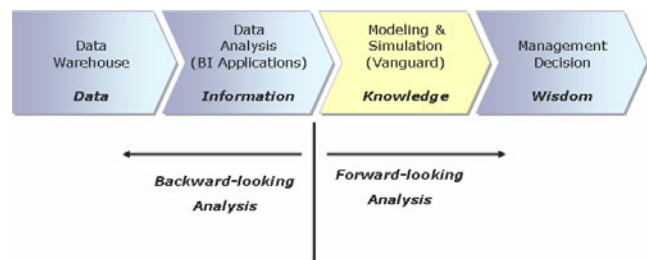 Data
Warehouse
Data
Data
Analysis
(BI Applications)
Information
Modeling &
Simulation
(Vanguard)
Knowledge
Management
Decision
Wisdom
Backward-looking
Analysis
Forward-looking
Analysis